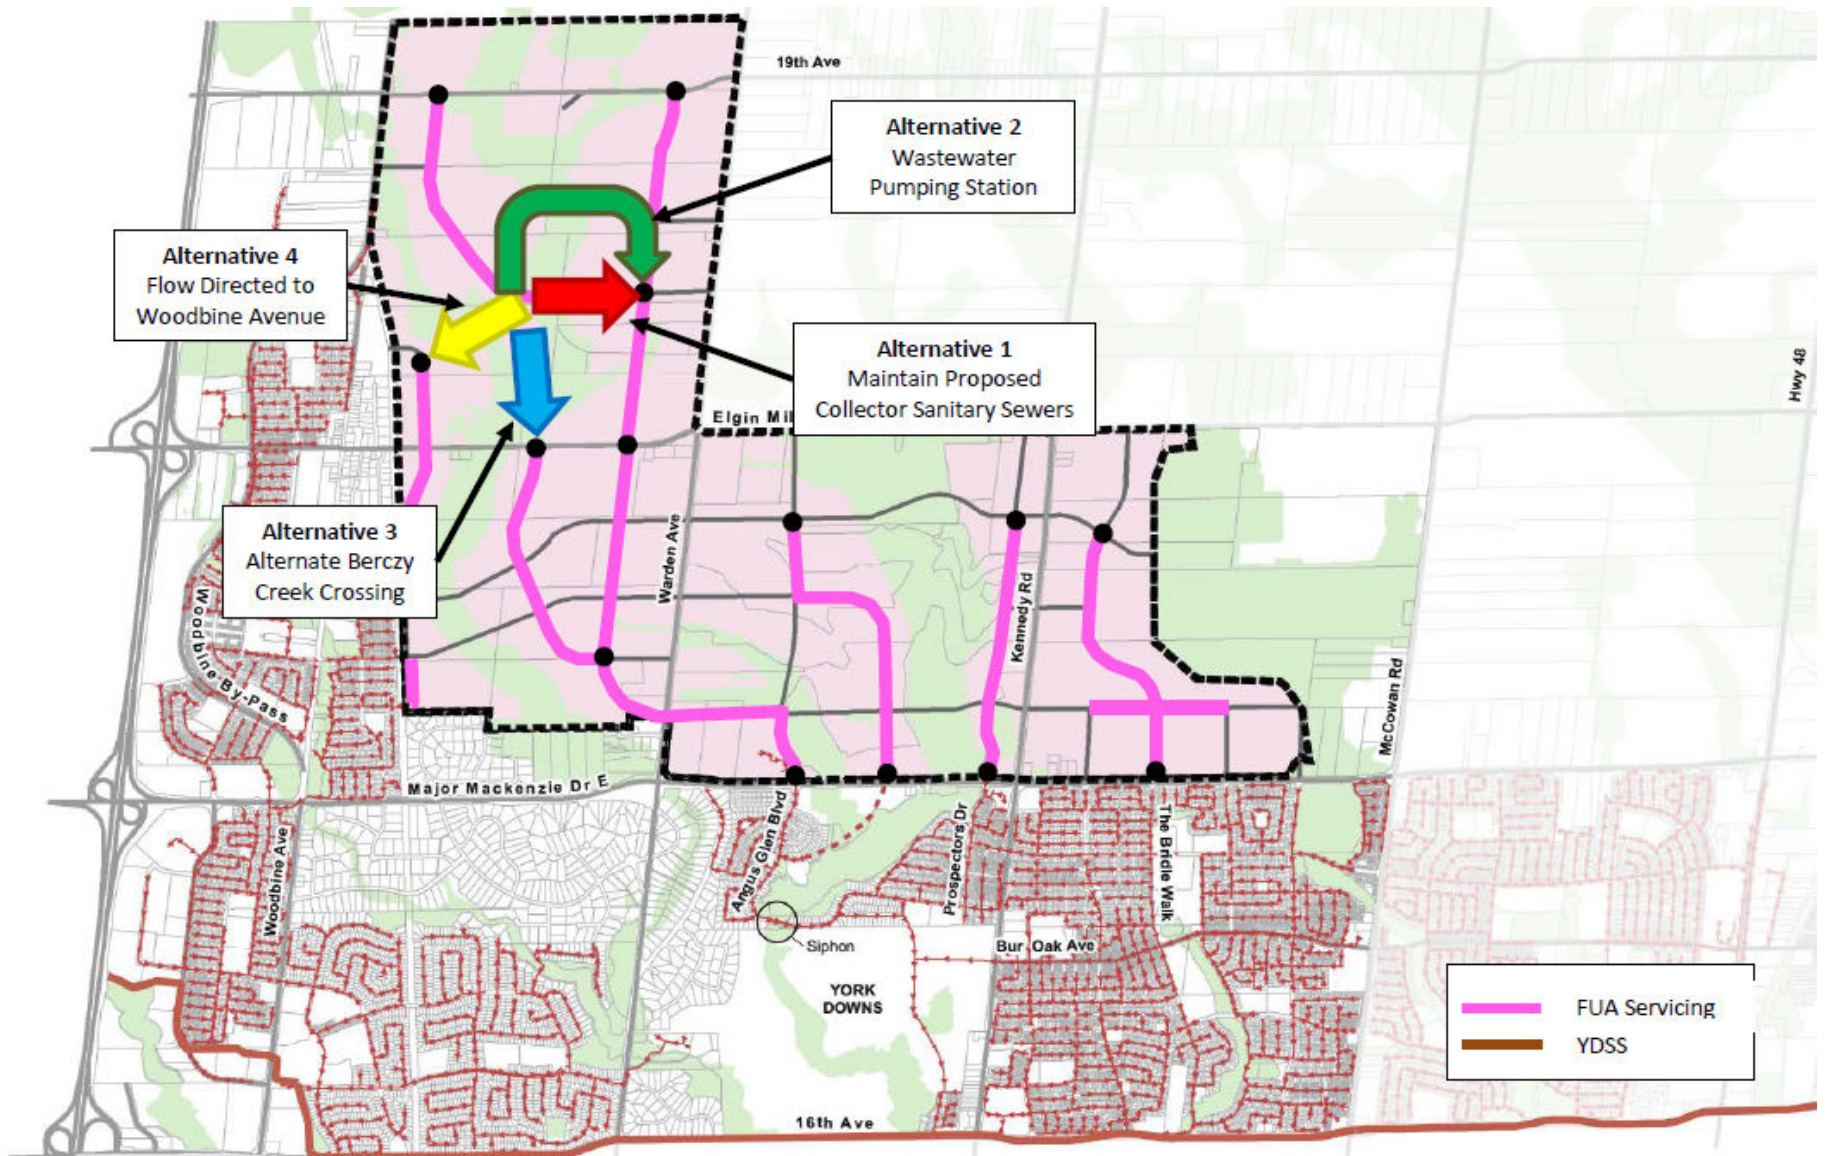 19th Ave
Alternative 2
Wastewater
Pumping Station
Alternative 4
Flow Directed to
Woodbine Avenue
Alternative 1
Maintain Proposed
Collector Sanitary Sewers
Hwy 48
Elgin Mil
Alternative 3
Alternate Berczy
Creek Crossing
Warden Ave
Kennedy Rd
Woodbine-By-Pass
McCowan Rd
Major Mackenzie Dr E
Angus Glen Blvd
Prospectors Dr
The Bridle Walk
Woodbine Ave
Siphon
Bur Oak Ave
YORK
DOWNS
FUA Servicing
YDSS
16th Ave